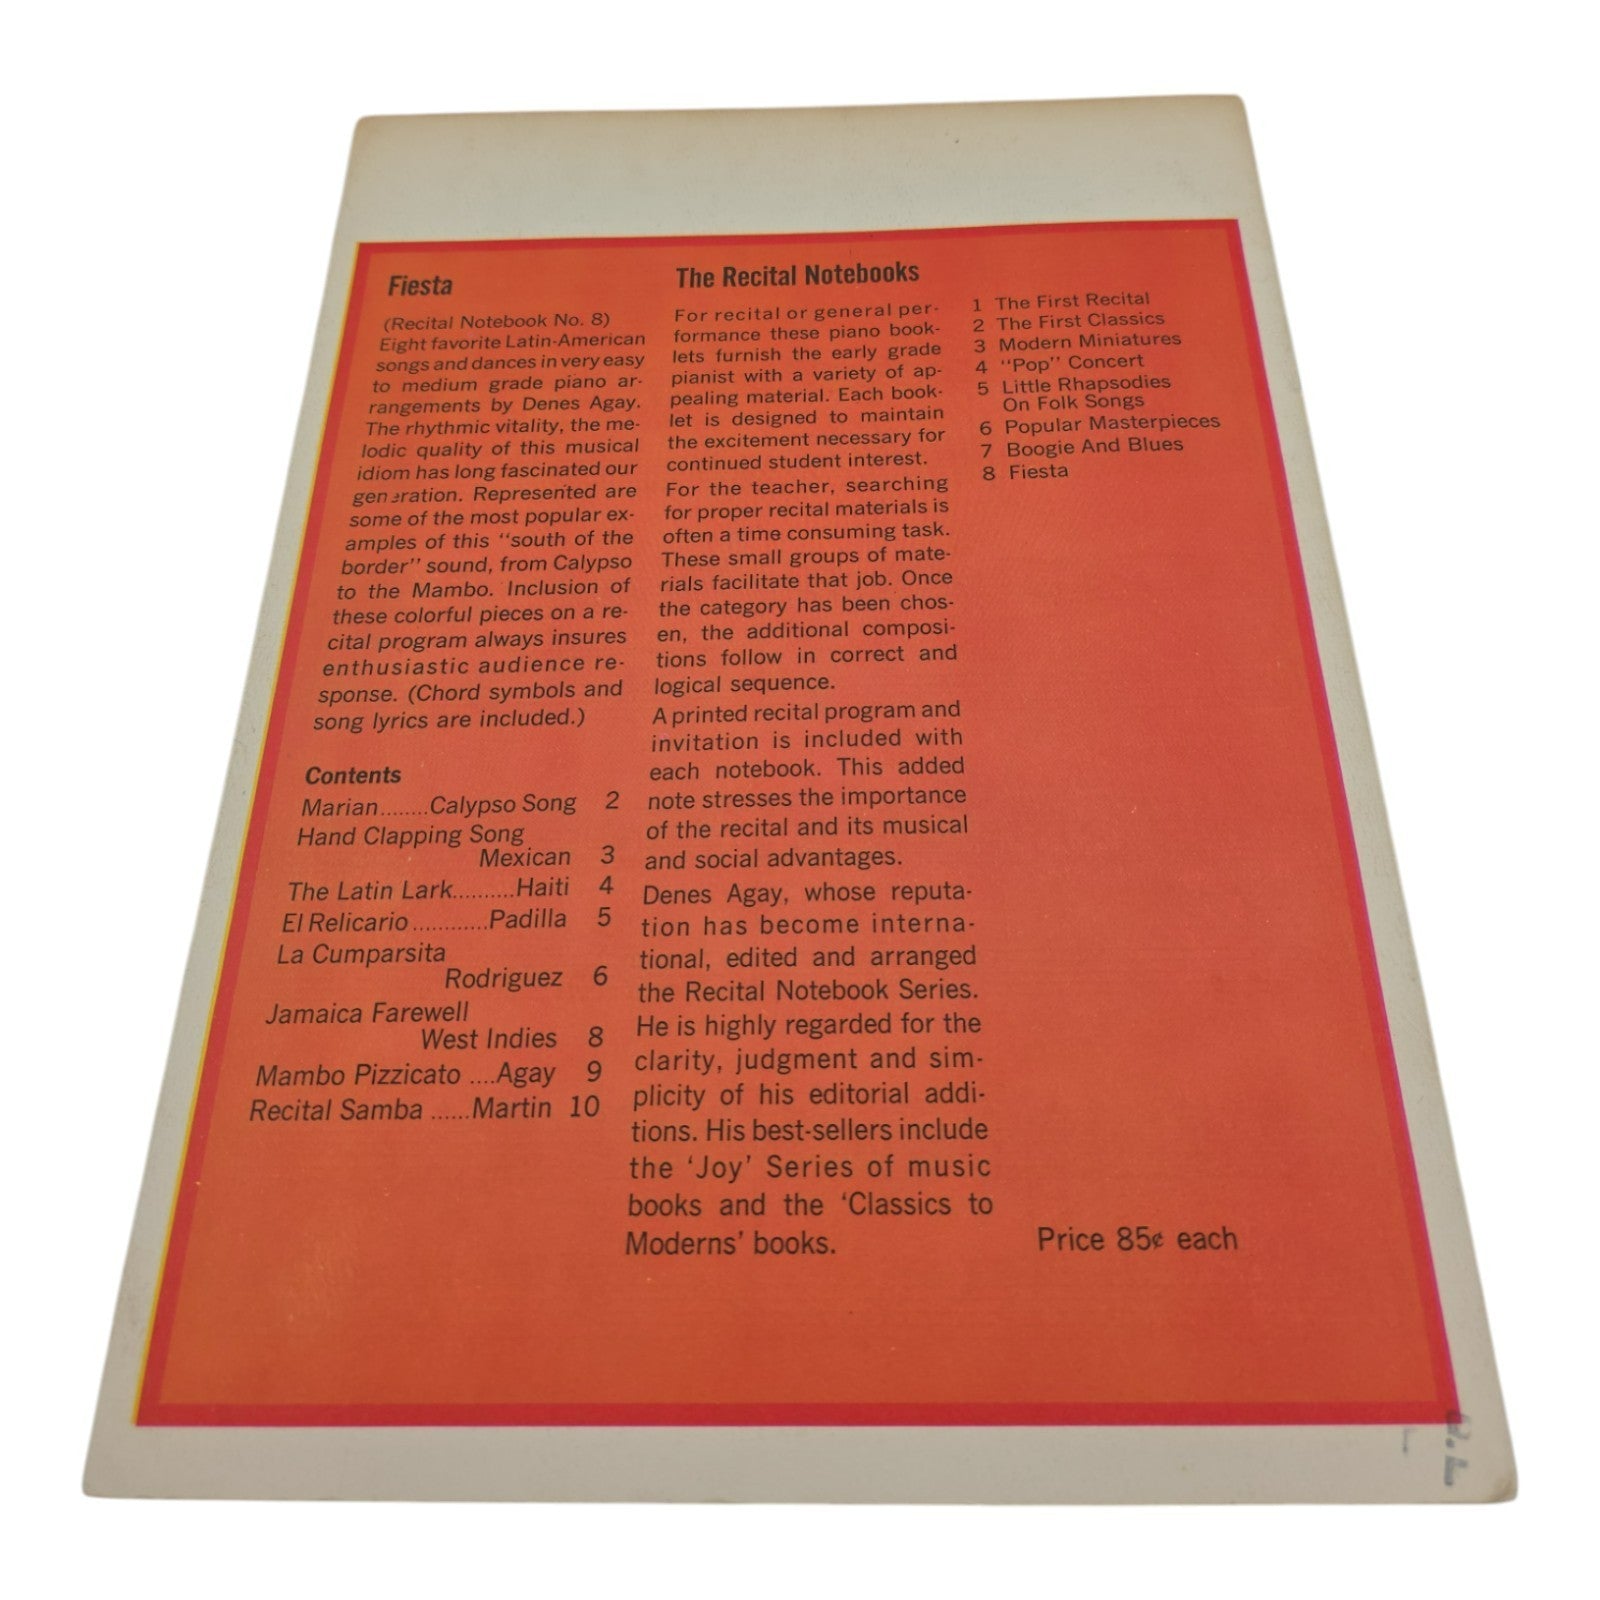 Fiesta
(Recital Notebook No. 8)
Eight favorite Latin-American
songs and dances in very easy
to medium grade piano ar-
rangements by Denes Agay.
The rhythmic vitality, the me-
lodic quality of this musical
idiom has long fascinated our
generation. Represented are
some of the most popular ex-
amples of this "south of the
border" sound, from Calypso
to the Mambo. Inclusion of
these colorful pieces on a re-
cital program always insures
enthusiastic audience re-
sponse. (Chord symbols and
song lyrics are included.)
Contents
Marian........Calypso Song 2
Hand Clapping Song
Mexican 3
The Latin Lark..........Haiti 4
El Relicario............Padilla 5
La Cumparsita
Rodriguez 6
Jamaica Farewell
West Indies 8
Mambo Pizzicato ....Agay 9
Recital Samba ......Martin 10
The Recital Notebooks
For recital or general per-
formance these piano book-
lets furnish the early grade
pianist with a variety of ap-
pealing material. Each book-
let is designed to maintain
the excitement necessary for
continued student interest.
For the teacher, searching
for proper recital materials is
often a time consuming task.
These small groups of mate-
rials facilitate that job. Once
the category has been chos-
en, the additional composi-
tions follow in correct and
logical sequence.
A printed recital program and
invitation is included with
each notebook. This added
note stresses the importance
of the recital and its musical
and social advantages.
Denes Agay, whose reputa-
tion has become interna-
tional, edited and arranged
the Recital Notebook Series.
He is highly regarded for the
clarity, judgment and sim-
plicity of his editorial addi-
tions. His best-sellers include
the 'Joy' Series of music
books and the 'Classics to
Moderns' books.
1 The First Recital
2 The First Classics
3 Modern Miniatures
4 "Pop" Concert
5 Little Rhapsodies
On Folk Songs
6 Popular Masterpieces
7 Boogie And Blues
8 Fiesta
Price 85¢ each